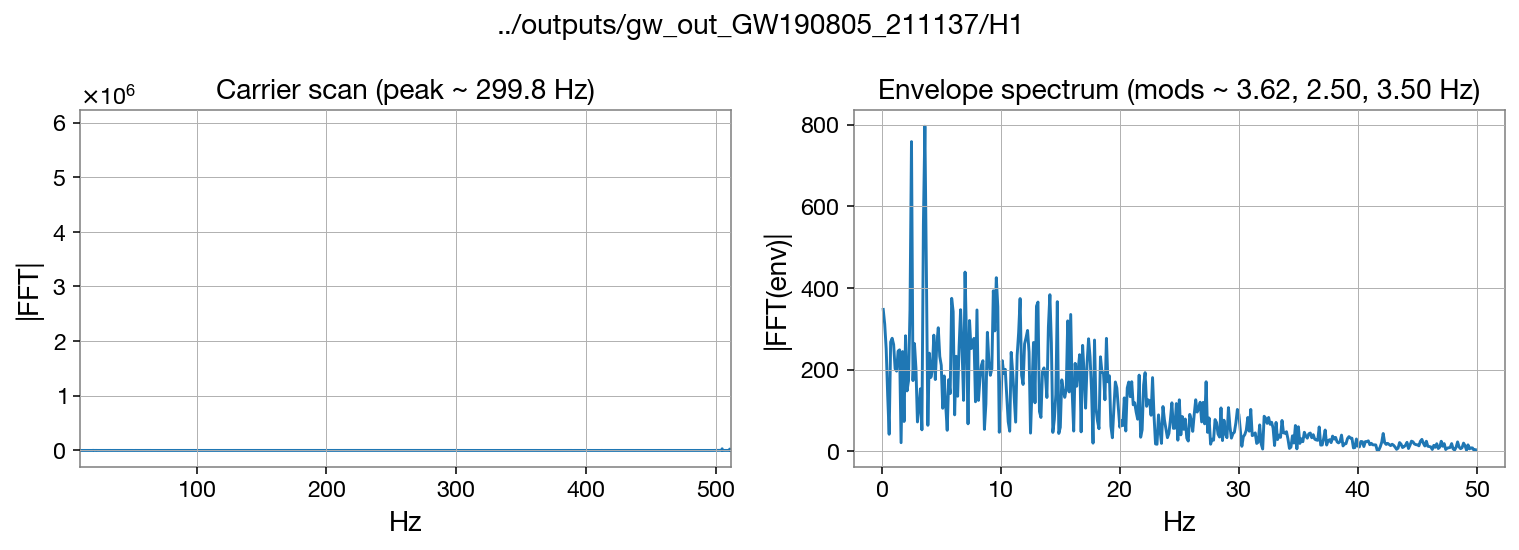 ../outputs/gw_out_GW190805_211137/H1
Carrier scan (peak ~ 299.8 Hz)
×10⁶
6
5
4
3
2
1
0
|FFT|
100 200 300 400 500
Hz
Envelope spectrum (mods ~ 3.62, 2.50, 3.50 Hz)
800
600
400
200
0
|FFT(env)|
0 10 20 30 40 50
Hz